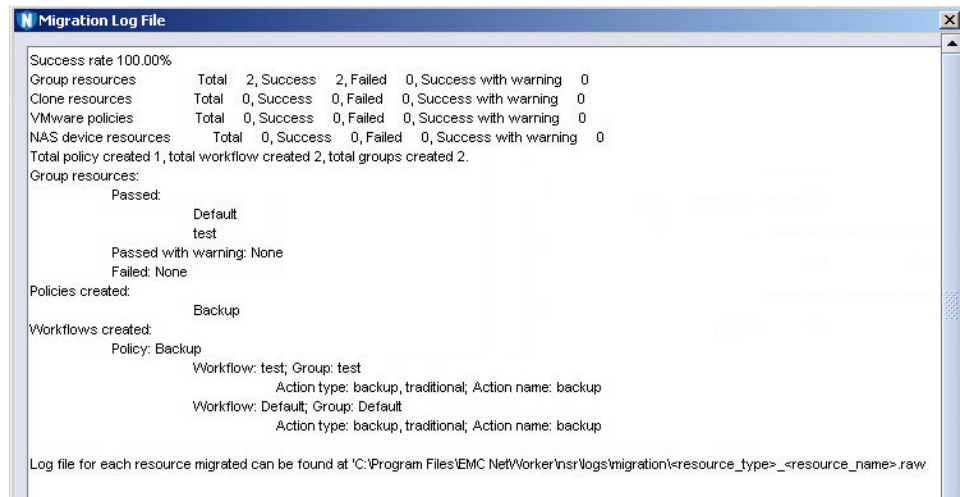 N Migration Log File
Success rate 100.00%
Group resources Total 2, Success 2, Failed 0, Success with warning 0
Clone resources Total 0, Success 0, Failed 0, Success with warning 0
VMware policies Total 0, Success 0, Failed 0, Success with warning 0
NAS device resources Total 0, Success 0, Failed 0, Success with warning 0
Total policy created 1, total workflow created 2, total groups created 2.
Group resources:
Passed:
Default
test
Passed with warning: None
Failed: None
Policies created:
Backup
Workflows created:
Policy: Backup
Workflow: test; Group: test
Action type: backup, traditional; Action name: backup
Workflow: Default; Group: Default
Action type: backup, traditional; Action name: backup
Log file for each resource migrated can be found at 'C:\Program Files\EMC NetWorker\nsr\logs\migration\<resource_type>_<resource_name>.raw